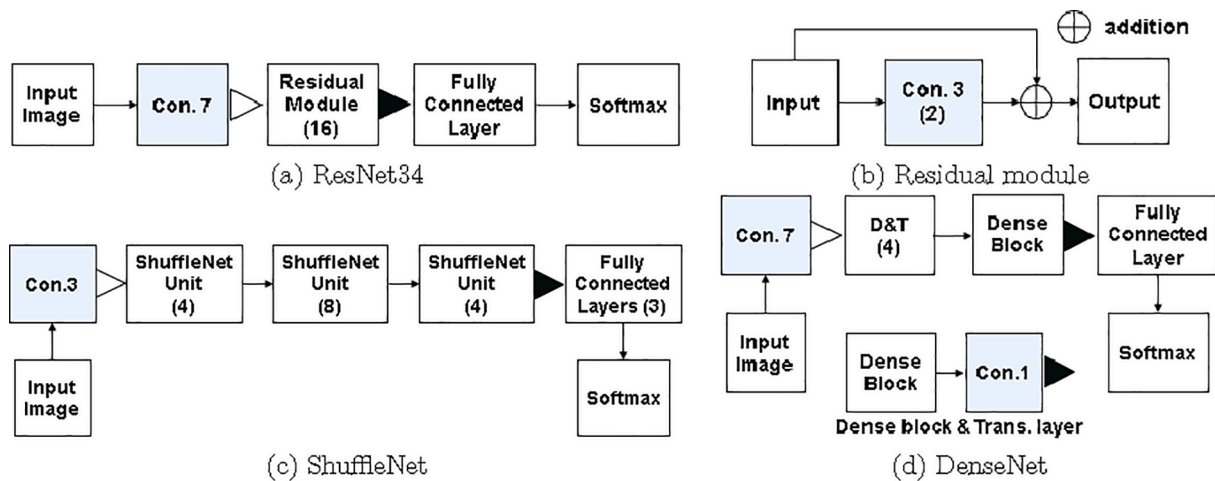 Input
Image
Con. 7
Residual
Module
(16)
Fully
Connected
Layer
Softmax
(a) ResNet34
addition
Input
Con. 3
(2)
Output
(b) Residual module
Con.3
ShuffleNet
Unit
(4)
ShuffleNet
Unit
(8)
ShuffleNet
Unit
(4)
Fully
Connected
Layers (3)
Input
Image
Softmax
(c) ShuffleNet
Con. 7
D&T
(4)
Dense
Block
Fully
Connected
Layer
Input
Image
Dense
Block
Con.1
Softmax
Dense block & Trans. layer
(d) DenseNet